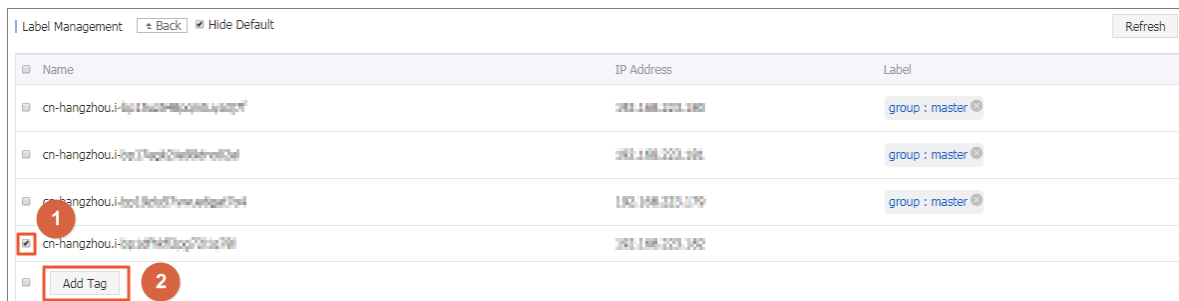 Label Management Back Hide Default Refresh
Name IP Address Label
cn-hangzhou.i- group : master
cn-hangzhou.i- group : master
cn-hangzhou.i- group : master
1
cn-hangzhou.i-
Add Tag 2